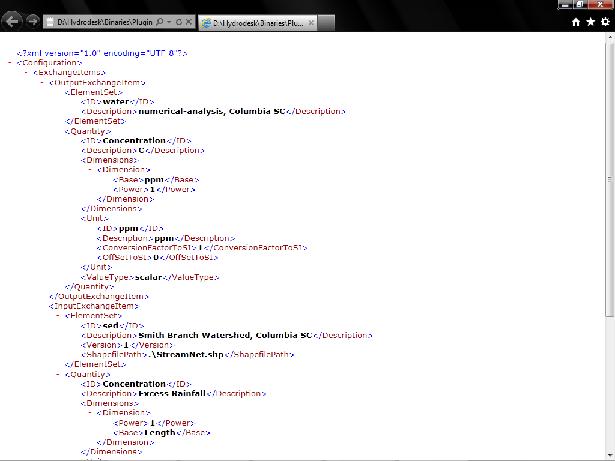 D:\Hydrodesk\Binaries\Plugin
D:\Hydrodesk\Binaries\Plu...
<?xml version="1.0" encoding="UTF-8"?>
- <Configuration>
- <ExchangeItems>
- <OutputExchangeItem>
- <ElementSet>
<ID>water</ID>
<Description>numerical-analysis, Columbia SC</Description>
</ElementSet>
- <Quantity>
<ID>Concentration</ID>
<Description>C</Description>
- <Dimensions>
- <Dimension>
<Base>ppm</Base>
<Power>1</Power>
</Dimension>
</Dimensions>
- <Unit>
<ID>ppm</ID>
<Description>ppm</Description>
<ConversionFactorToSI>1</ConversionFactorToSI>
<OffSetToSI>0</OffSetToSI>
</Unit>
<ValueType>scalar</ValueType>
</Quantity>
</OutputExchangeItem>
- <InputExchangeItem>
- <ElementSet>
<ID>sed</ID>
<Description>Smith Branch Watershed, Columbia SC</Description>
<Version>1</Version>
<ShapefilePath>.\StreamNet.shp</ShapefilePath>
</ElementSet>
- <Quantity>
<ID>Concentration</ID>
<Description>Excess Rainfall</Description>
- <Dimensions>
- <Dimension>
<Power>1</Power>
<Base>Length</Base>
</Dimension>
</Dimensions>